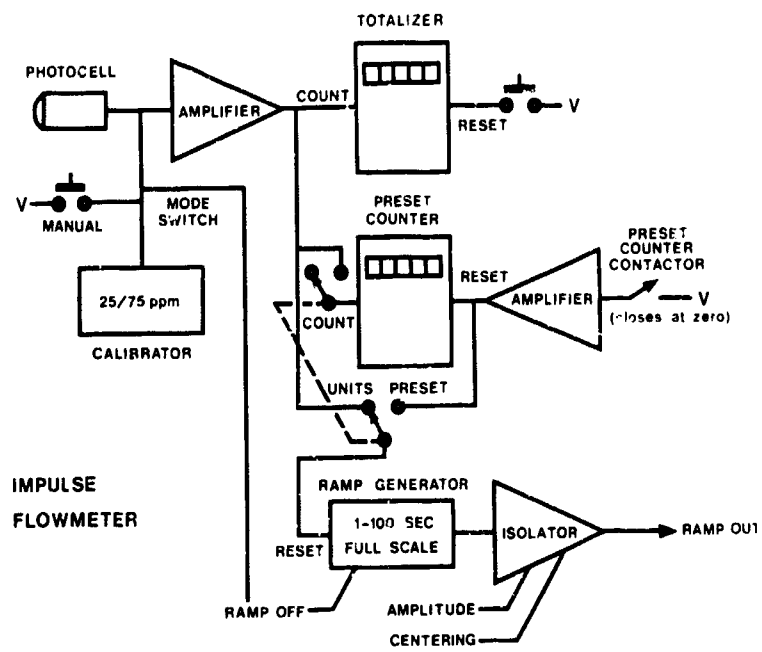 TOTALIZER
PHOTOCELL
AMPLIFIER
COUNT
RESET
V
V
MANUAL
MODE
SWITCH
PRESET
COUNTER
25/75 ppm
CALIBRATOR
COUNT
RESET
AMPLIFIER
PRESET
COUNTER
CONTACTOR
V
(closes at zero)
UNITS PRESET
IMPULSE
FLOWMETER
RAMP GENERATOR
1-100 SEC
FULL SCALE
RESET
ISOLATOR
RAMP OUT
RAMP OFF
AMPLITUDE
CENTERING